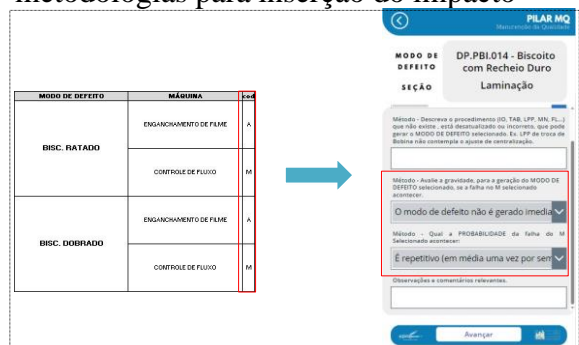 metodologias para inserção do impacto
PILAR MQ
Manutenção da Qualidade
MODO DE DEFEITO
DP.PBI.014 - Biscoito
com Recheio Duro
SEÇÃO
Laminação
MODO DE DEFEITO
MÁQUINA
cod
BISC. RATADO
ENGANCHAMENTO DE FILME
A
CONTROLE DE FLUXO
M
BISC. DOBRADO
ENGANCHAMENTO DE FILME
A
CONTROLE DE FLUXO
M
Método - Descreva o procedimento (IO, TAB, LPP, MN, FL...)
que não existe , está desatualizado ou incorreto, que pode
gerar o MODO DE DEFEITO selecionado. Ex. LPP de troca de
Bobina não contempla o ajuste de centralização.
Método - Avalie a gravidade, para a geração do MODO DE
DEFEITO selecionado, se a falha no M selecionado
acontecer.
O modo de defeito não é gerado imedia
Método - Qual a PROBABILIDADE da falha do M
Selecionado acontecer:
É repetitivo (em média uma vez por sem
Observações e comentários relevantes.
Avançar